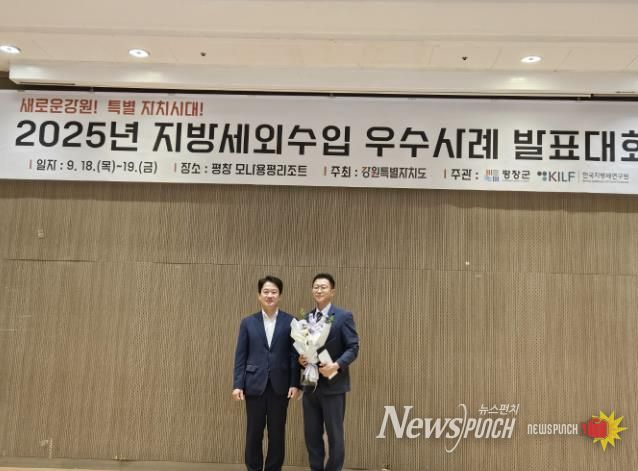 새로운강원! 특별 자치시대!
2025년 지방세외수입 우수사례 발표대회
일시 : 9. 18.(목)~19.(금) 장소 : 평창 모나용평리조트 주최 : 강원특별자치도 주관 : 평창군 KILF 한국지방세연구원
뉴스펀치
NEWSPUNCH NEWSPUNCH